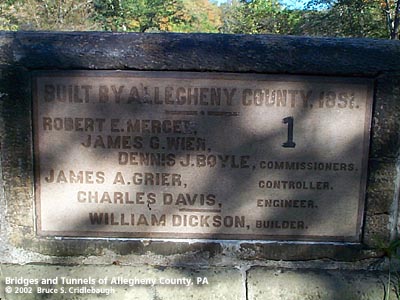 BUILT BY ALLEGHENY COUNTY, 1891.
ROBERT E. MERCER,
1
JAMES G. WIER,
DENNIS J. BOYLE, COMMISSIONERS.
JAMES A. GRIER, CONTROLLER.
CHARLES DAVIS, ENGINEER.
WILLIAM DICKSON, BUILDER.
Bridges and Tunnels of Allegheny County, PA
© 2002 Bruce S. Cridlebaugh